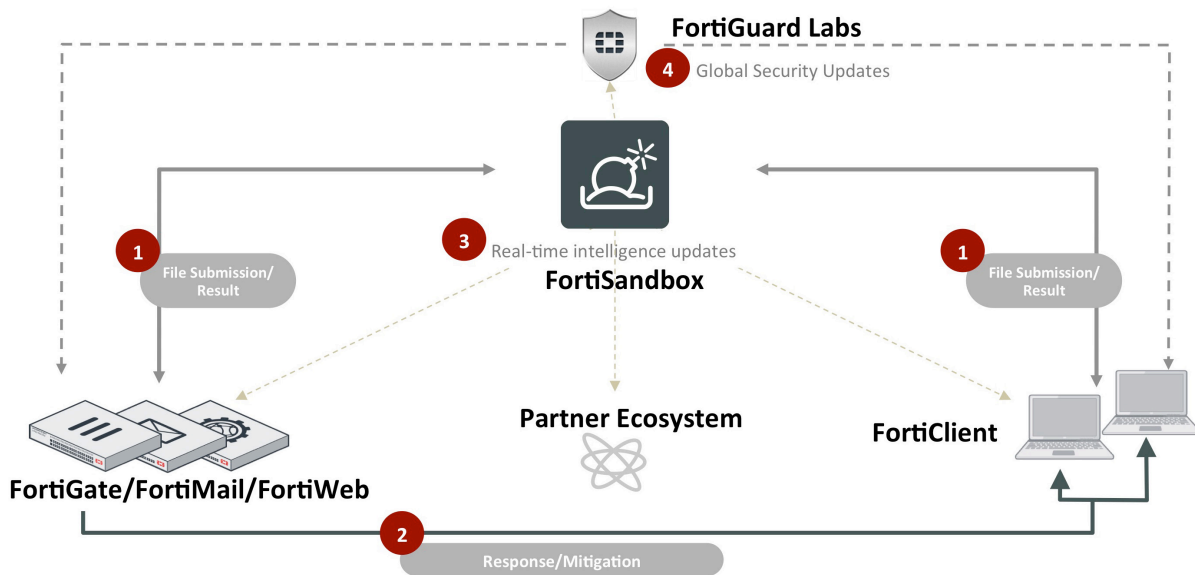 FortiGuard Labs
4
Global Security Updates
1
File Submission/
Result
3
Real-time intelligence updates
FortiSandbox
1
File Submission/
Result
FortiGate/FortiMail/FortiWeb
Partner Ecosystem
FortiClient
2
Response/Mitigation